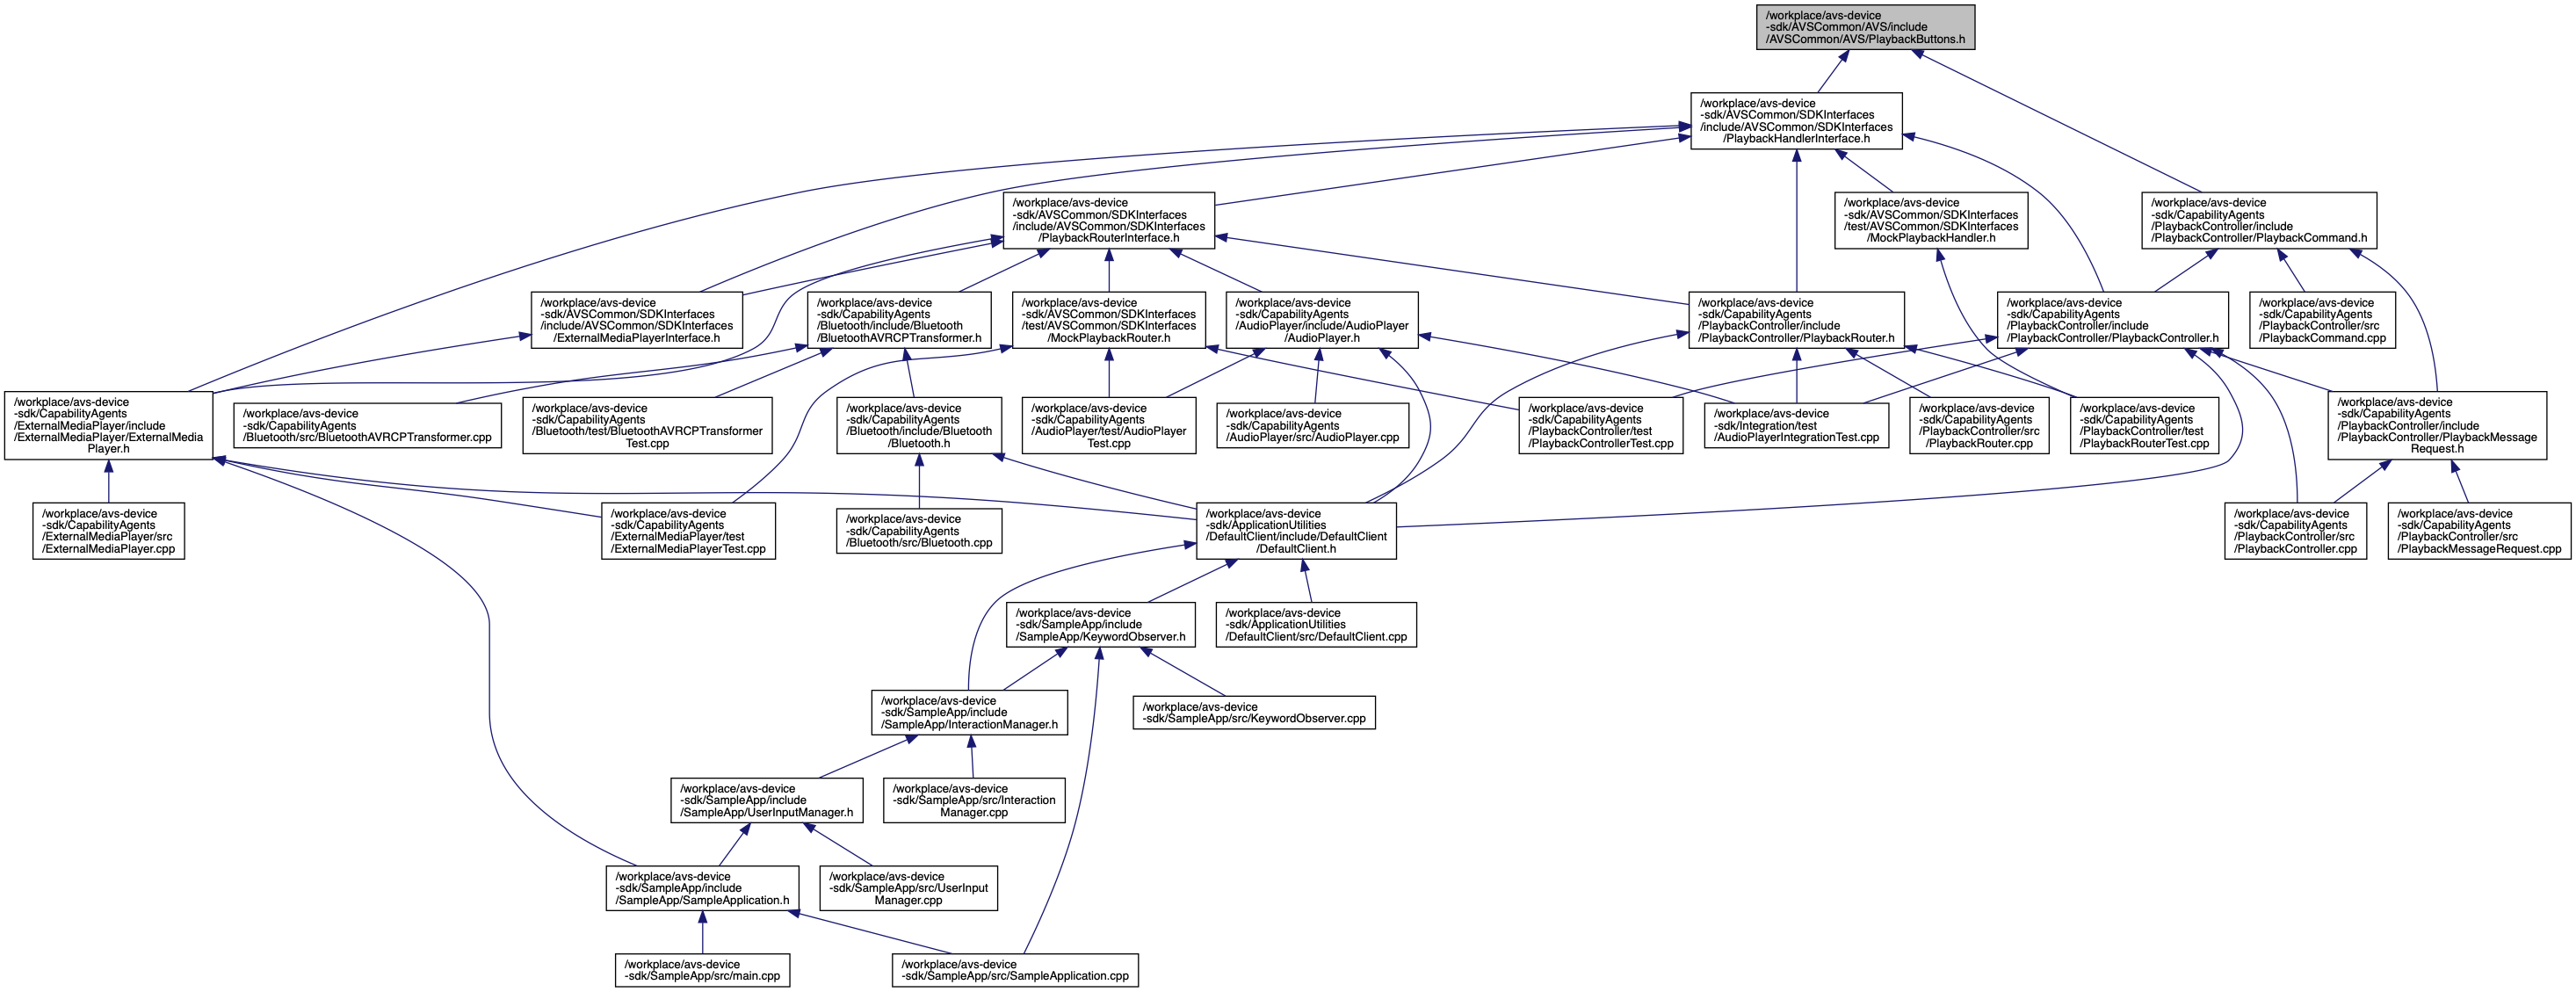 /workplace/avs-device
-sdk/AVSCommon/AVS/include
/AVSCommon/AVS/PlaybackButtons.h
/workplace/avs-device
-sdk/AVSCommon/SDKInterfaces
/include/AVSCommon/SDKInterfaces
/PlaybackHandlerInterface.h
/workplace/avs-device
-sdk/AVSCommon/SDKInterfaces
/include/AVSCommon/SDKInterfaces
/PlaybackRouterInterface.h
/workplace/avs-device
-sdk/AVSCommon/SDKInterfaces
/test/AVSCommon/SDKInterfaces
/MockPlaybackHandler.h
/workplace/avs-device
-sdk/CapabilityAgents
/PlaybackController/include
/PlaybackController/PlaybackCommand.h
/workplace/avs-device
-sdk/AVSCommon/SDKInterfaces
/include/AVSCommon/SDKInterfaces
/ExternalMediaPlayerInterface.h
/workplace/avs-device
-sdk/CapabilityAgents
/Bluetooth/include/Bluetooth
/BluetoothAVRCPTransformer.h
/workplace/avs-device
-sdk/AVSCommon/SDKInterfaces
/test/AVSCommon/SDKInterfaces
/MockPlaybackRouter.h
/workplace/avs-device
-sdk/CapabilityAgents
/AudioPlayer/include/AudioPlayer
/AudioPlayer.h
/workplace/avs-device
-sdk/CapabilityAgents
/PlaybackController/include
/PlaybackController/PlaybackRouter.h
/workplace/avs-device
-sdk/CapabilityAgents
/PlaybackController/include
/PlaybackController/PlaybackController.h
/workplace/avs-device
-sdk/CapabilityAgents
/PlaybackController/src
/PlaybackCommand.cpp
/workplace/avs-device
-sdk/CapabilityAgents
/ExternalMediaPlayer/include
/ExternalMediaPlayer/ExternalMedia
Player.h
/workplace/avs-device
-sdk/CapabilityAgents
/Bluetooth/src/BluetoothAVRCPTransformer.cpp
/workplace/avs-device
-sdk/CapabilityAgents
/Bluetooth/test/BluetoothAVRCPTransformer
Test.cpp
/workplace/avs-device
-sdk/CapabilityAgents
/Bluetooth/include/Bluetooth
/Bluetooth.h
/workplace/avs-device
-sdk/CapabilityAgents
/AudioPlayer/test/AudioPlayer
Test.cpp
/workplace/avs-device
-sdk/CapabilityAgents
/AudioPlayer/src/AudioPlayer.cpp
/workplace/avs-device
-sdk/CapabilityAgents
/PlaybackController/test
/PlaybackControllerTest.cpp
/workplace/avs-device
-sdk/Integration/test
/AudioPlayerIntegrationTest.cpp
/workplace/avs-device
-sdk/CapabilityAgents
/PlaybackController/src
/PlaybackRouter.cpp
/workplace/avs-device
-sdk/CapabilityAgents
/PlaybackController/test
/PlaybackRouterTest.cpp
/workplace/avs-device
-sdk/CapabilityAgents
/PlaybackController/include
/PlaybackController/PlaybackMessage
Request.h
/workplace/avs-device
-sdk/CapabilityAgents
/ExternalMediaPlayer/src
/ExternalMediaPlayer.cpp
/workplace/avs-device
-sdk/CapabilityAgents
/ExternalMediaPlayer/test
/ExternalMediaPlayerTest.cpp
/workplace/avs-device
-sdk/CapabilityAgents
/Bluetooth/src/Bluetooth.cpp
/workplace/avs-device
-sdk/ApplicationUtilities
/DefaultClient/include/DefaultClient
/DefaultClient.h
/workplace/avs-device
-sdk/CapabilityAgents
/PlaybackController/src
/PlaybackController.cpp
/workplace/avs-device
-sdk/CapabilityAgents
/PlaybackController/src
/PlaybackMessageRequest.cpp
/workplace/avs-device
-sdk/SampleApp/include
/SampleApp/KeywordObserver.h
/workplace/avs-device
-sdk/ApplicationUtilities
/DefaultClient/src/DefaultClient.cpp
/workplace/avs-device
-sdk/SampleApp/include
/SampleApp/InteractionManager.h
/workplace/avs-device
-sdk/SampleApp/src/KeywordObserver.cpp
/workplace/avs-device
-sdk/SampleApp/include
/SampleApp/UserInputManager.h
/workplace/avs-device
-sdk/SampleApp/src/Interaction
Manager.cpp
/workplace/avs-device
-sdk/SampleApp/include
/SampleApp/SampleApplication.h
/workplace/avs-device
-sdk/SampleApp/src/UserInput
Manager.cpp
/workplace/avs-device
-sdk/SampleApp/src/main.cpp
/workplace/avs-device
-sdk/SampleApp/src/SampleApplication.cpp